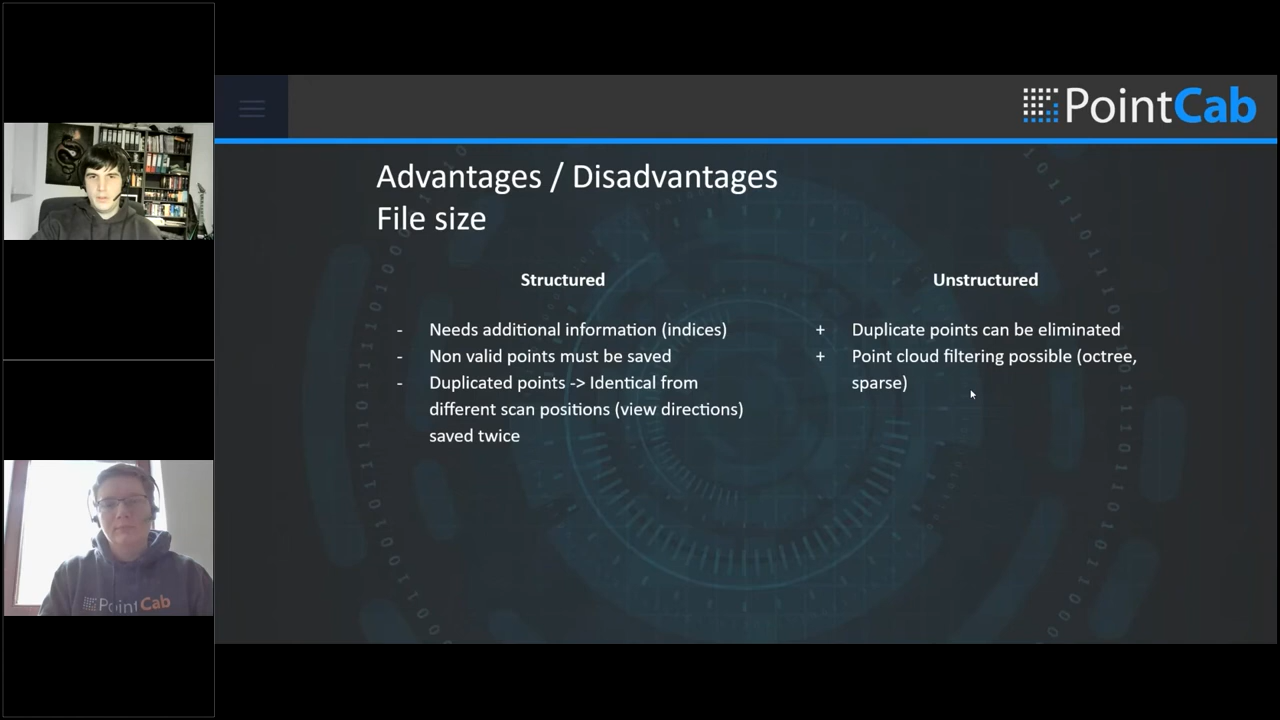 PointCab
Advantages / Disadvantages
File size
Structured
- Needs additional information (indices)
- Non valid points must be saved
- Duplicated points -> Identical from
different scan positions (view directions)
saved twice
Unstructured
+ Duplicate points can be eliminated
+ Point cloud filtering possible (octree,
sparse)
PointCab